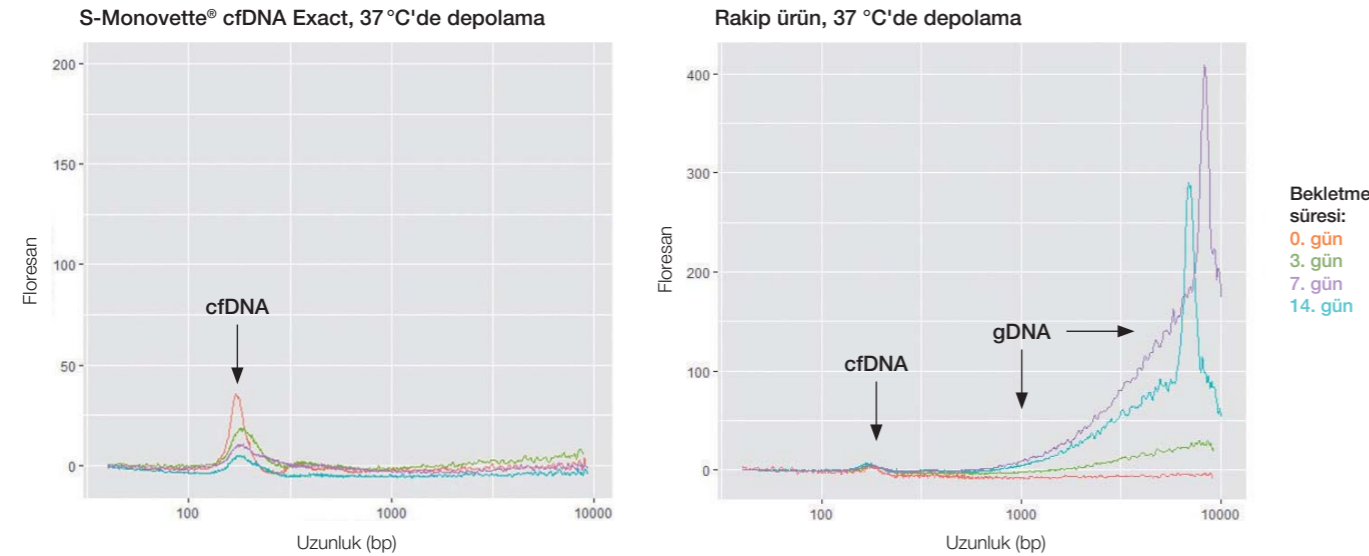 S-Monovette® cfDNA Exact, 37 °C'de depolama
200
150
100
50
0
Floresan
cfDNA
100
1000
10000
Uzunluk (bp)
Rakip ürün, 37 °C'de depolama
400
300
200
100
0
Floresan
cfDNA
gDNA
100
1000
10000
Uzunluk (bp)
Bekletme
süresi:
0. gün
3. gün
7. gün
14. gün